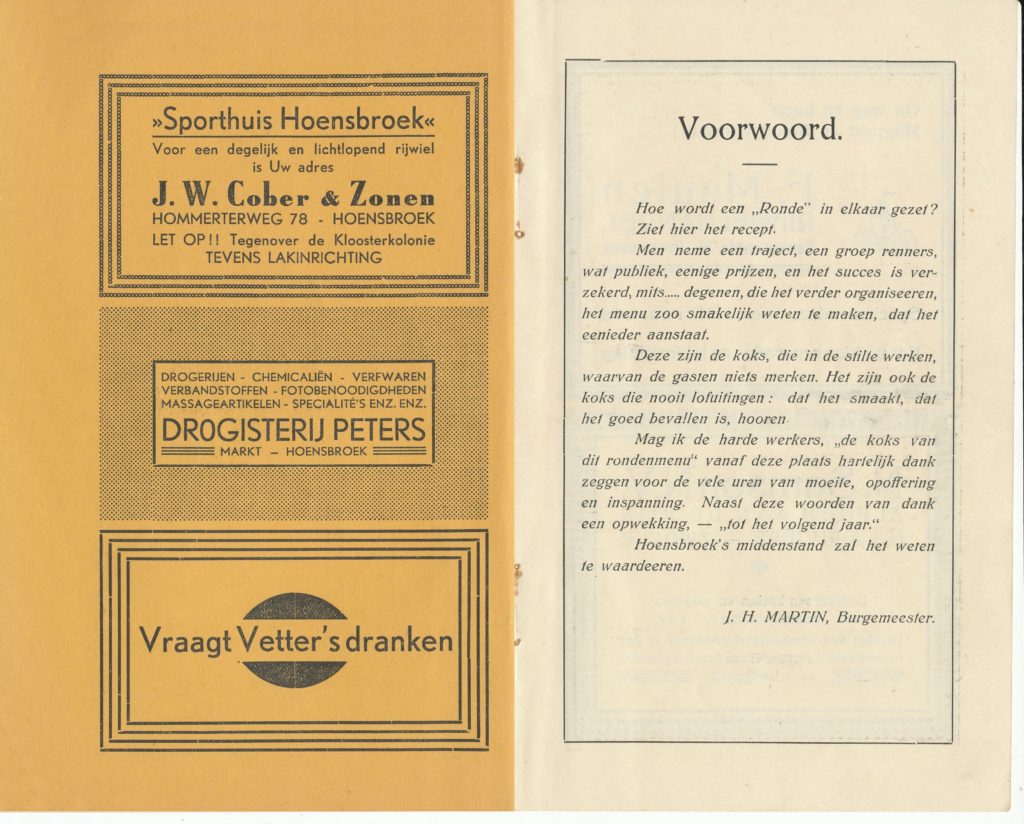 »Sporthuis Hoensbroek«
Voor een degelijk en lichtlopend rijwiel
is Uw adres
J. W. Cober & Zonen
HOMMERTERWEG 78 - HOENSBROEK
LET OP!! Tegenover de Kloosterkolonie
TEVENS LAKINRICHTING
DROGERIJEN - CHEMICALIËN - VERFWAREN
VERBANDSTOFFEN - FOTOBENOODIGDHEDEN
MASSAGEARTIKELEN - SPECIALITÉ'S ENZ. ENZ.
DROGISTERIJ PETERS
MARKT — HOENSBROEK
Vraagt Vetter's dranken
Voorwoord.
Hoe wordt een „Ronde" in elkaar gezet?
Ziet hier het recept.
Men neme een traject, een groep renners,
wat publiek, eenige prijzen, en het succes is ver-
zekerd, mits..... degenen, die het verder organiseeren,
het menu zoo smakelijk weten te maken, dat het
eenieder aanstaat.
Deze zijn de koks, die in de stilte werken,
waarvan de gasten niets merken. Het zijn ook de
koks die nooit lofuitingen: dat het smaakt, dat
het goed bevallen is, hooren.
Mag ik de harde werkers, „de koks van
dit rondenmenu" vanaf deze plaats hartelijk dank
zeggen voor de vele uren van moeite, opoffering
en inspanning. Naast deze woorden van dank
een opwekking, — „tot het volgend jaar."
Hoensbroek's middenstand zal het weten
te waardeeren.
J. H. MARTIN, Burgemeester.